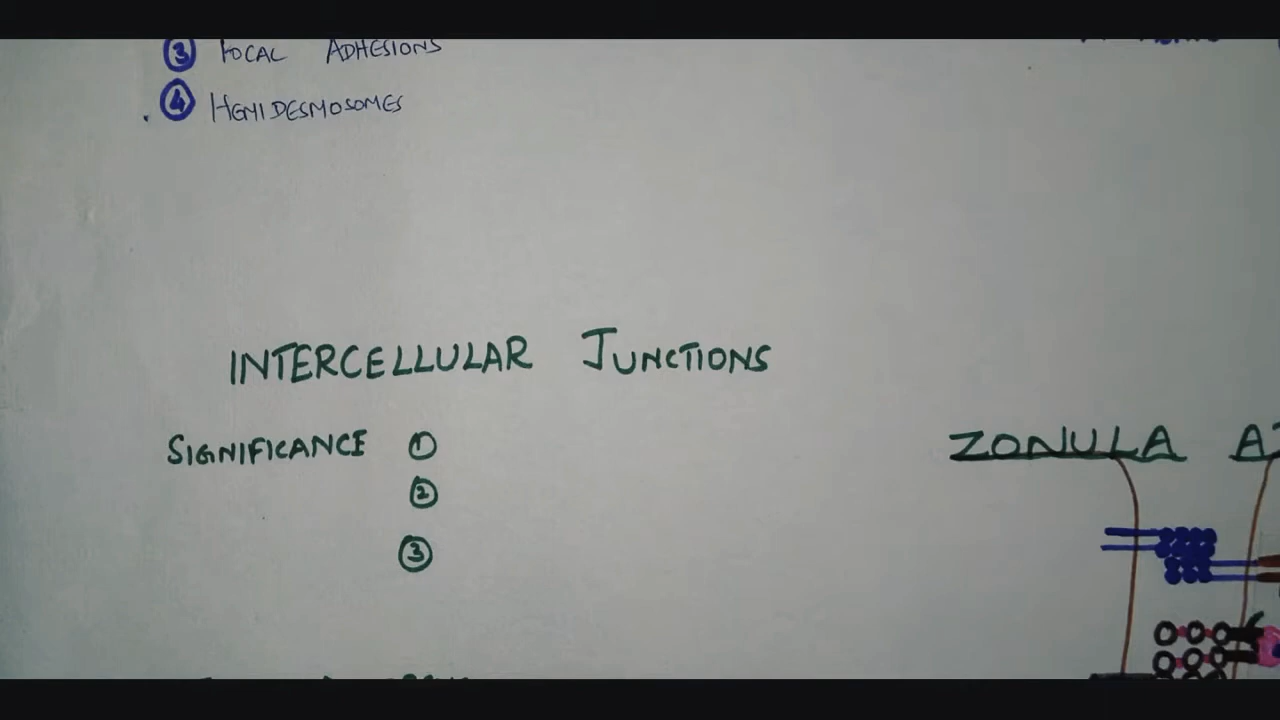 ③ FOCAL ADHESIONS
④ HEMIDESMOSOMES
INTERCELLULAR JUNCTIONS
SIGNIFICANCE ①
②
③
ZONULA